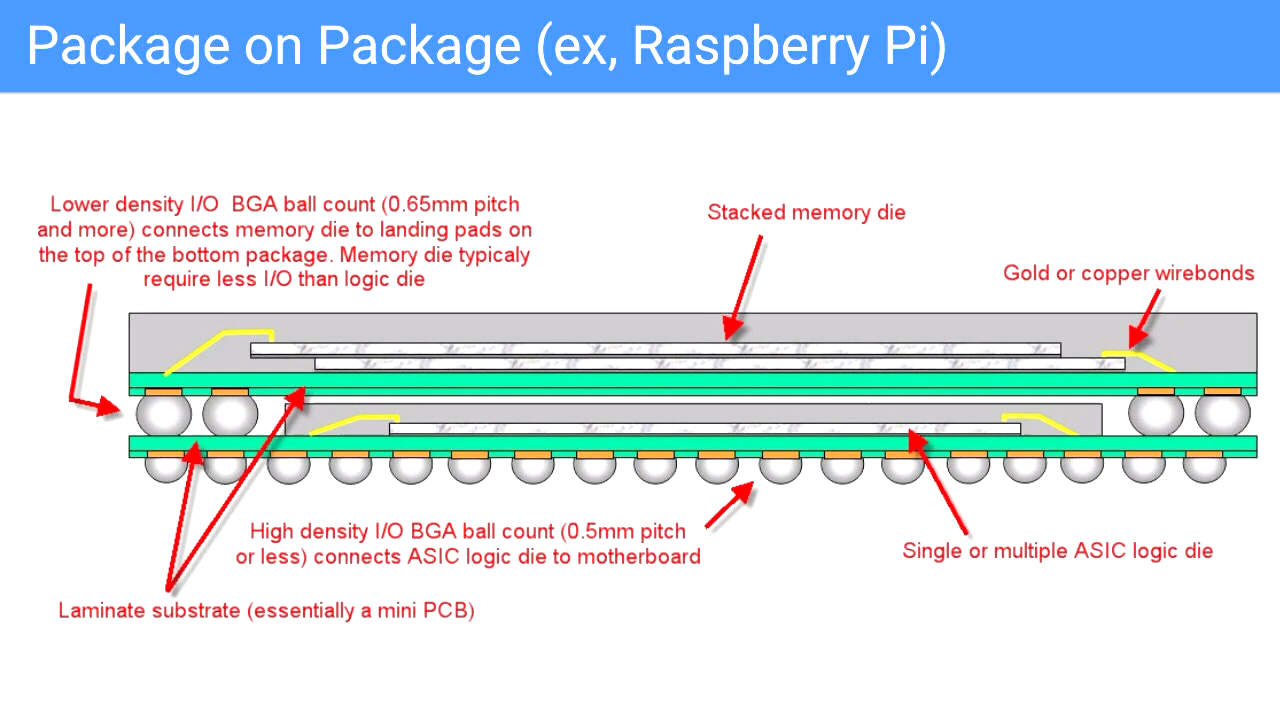 Package on Package (ex, Raspberry Pi)
Lower density I/O  BGA ball count (0.65mm pitch
and more) connects memory die to landing pads on
the top of the bottom package. Memory die typicaly
require less I/O than logic die
Stacked memory die
Gold or copper wirebonds
High density I/O BGA ball count (0.5mm pitch
or less) connects ASIC logic die to motherboard
Single or multiple ASIC logic die
Laminate substrate (essentially a mini PCB)